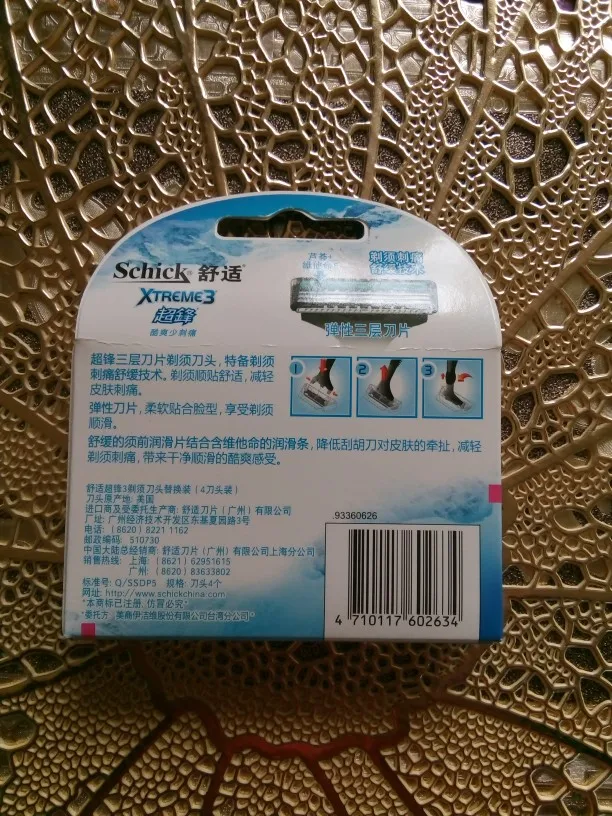 Schick® 舒适®
XTREME3
超鋒
酷爽少刺痛
芦荟+
剃须刺痛
舒缓技术
弹性三层刀片
超锋三层刀片剃须刀头，特备剃须
刺痛舒缓技术。剃须顺贴舒适，减轻
皮肤刺痛。
弹性刀片，柔软贴合脸型，享受剃须
顺滑。
舒缓的须前润滑片结合含维他命的润滑条，降低刮胡刀对皮肤的牵扯，减轻
剃须刺痛，带来干净顺滑的酷爽感受。
1 2 3
舒适超锋3剃须刀头替换装（4刀头装）
刀头原产地：美国
进口商及受委托生产商：舒适刀片（广州）有限公司
厂址：广州经济技术开发区东基夏园路3号
电话：（8620）8221 1162
邮政编码：510730
中国大陆总经销商：舒适刀片（广州）有限公司上海分公司
销售热线：上海：（8621）62951615
广州：（8620）83633802
标准号：Q/SSDP5 规格：刀头4个
网址：http://www.schickchina.com
"本商标已注册，仿冒必究"
"委托方：美商伊洁维股份有限公司台湾分公司"
.93360626
4 710117 602634